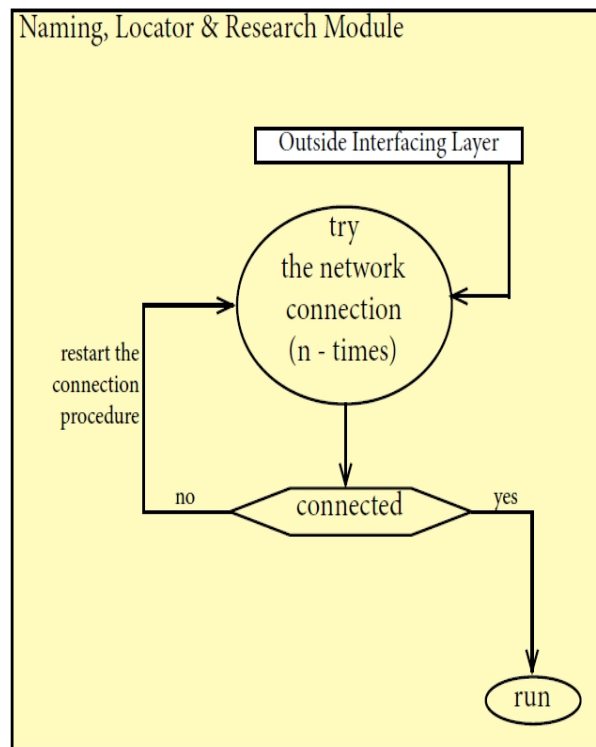 Naming, Locator & Research Module
Outside Interfacing Layer
try
the network
connection
(n - times)
restart the
connection
procedure
no
connected
yes
run